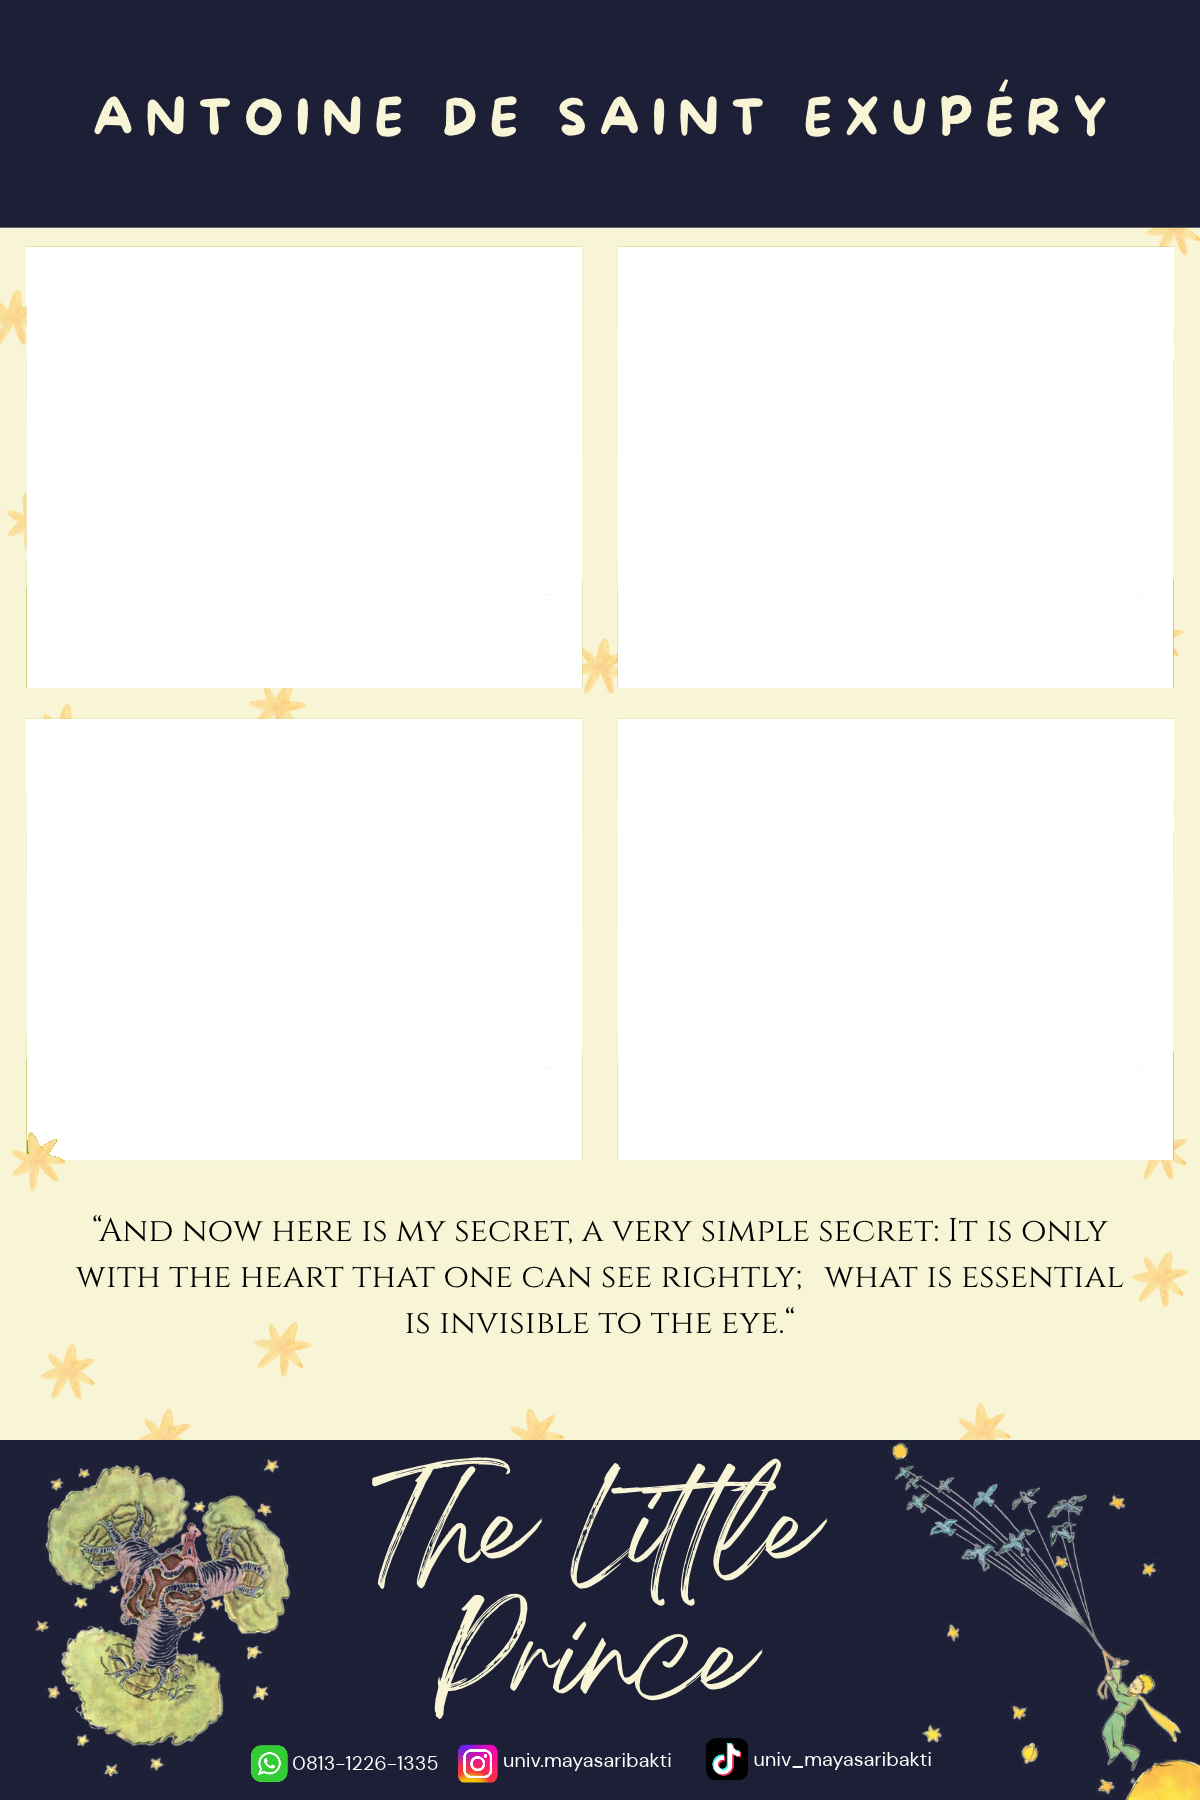 ANTOINE DE SAINT EXUPÉRY
“AND NOW HERE IS MY SECRET, A VERY SIMPLE SECRET: IT IS ONLY
WITH THE HEART THAT ONE CAN SEE RIGHTLY; WHAT IS ESSENTIAL
IS INVISIBLE TO THE EYE.“
The Little
Prince
0813-1226-1335 univ.mayasaribakti univ_mayasaribakti